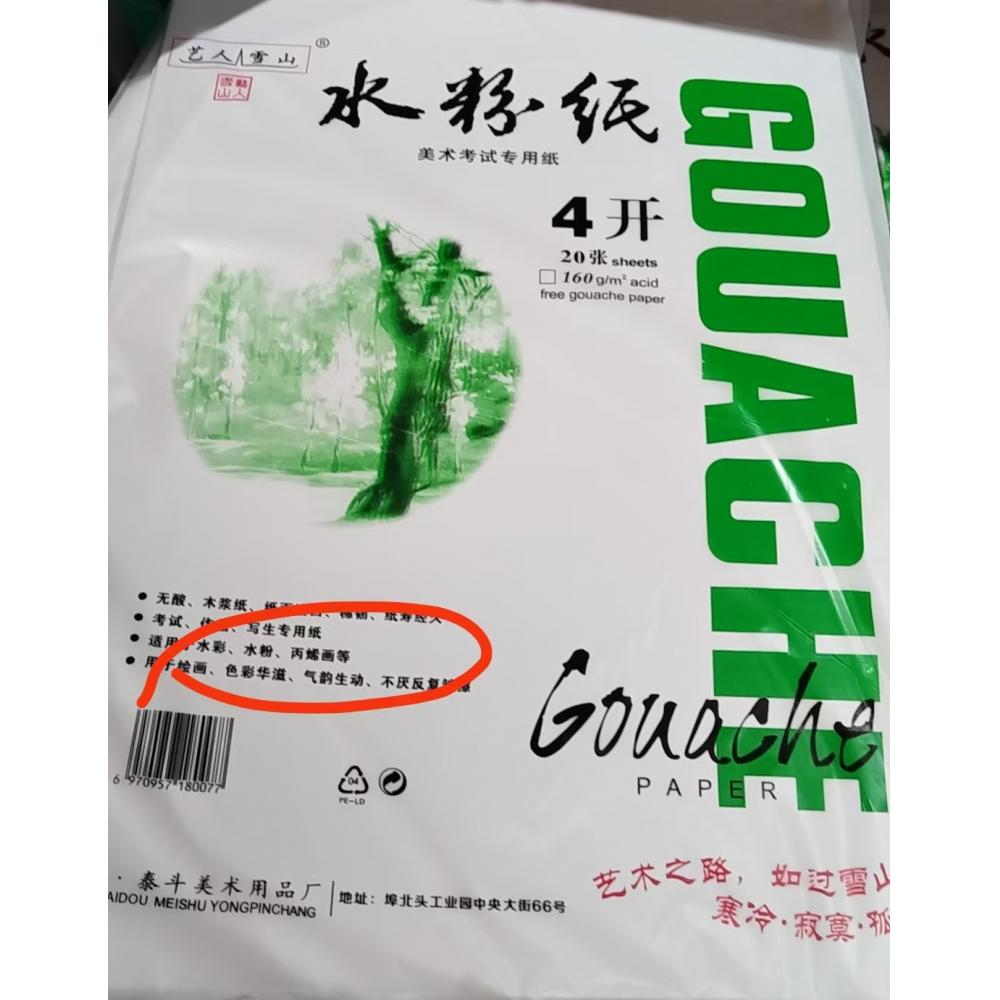 艺人雪山®
水粉纸
美术考试专用纸
GOUACHE
4开
20张 sheets
160g/m² acid
free gouache paper
无酸、木浆纸、
考试、写生专用纸
适用 水彩、水粉、丙烯画等
用于绘画、色彩华滋、气韵生动、不厌反复
6 970957 180077
04
PE-LD
Gouache
PAPER
泰斗美术用品厂
AIDOU MEISHU YONGPINCHANG
地址：埠北头工业园中央大街66号
艺术之路，如过雪山
寒冷·寂寞·孤